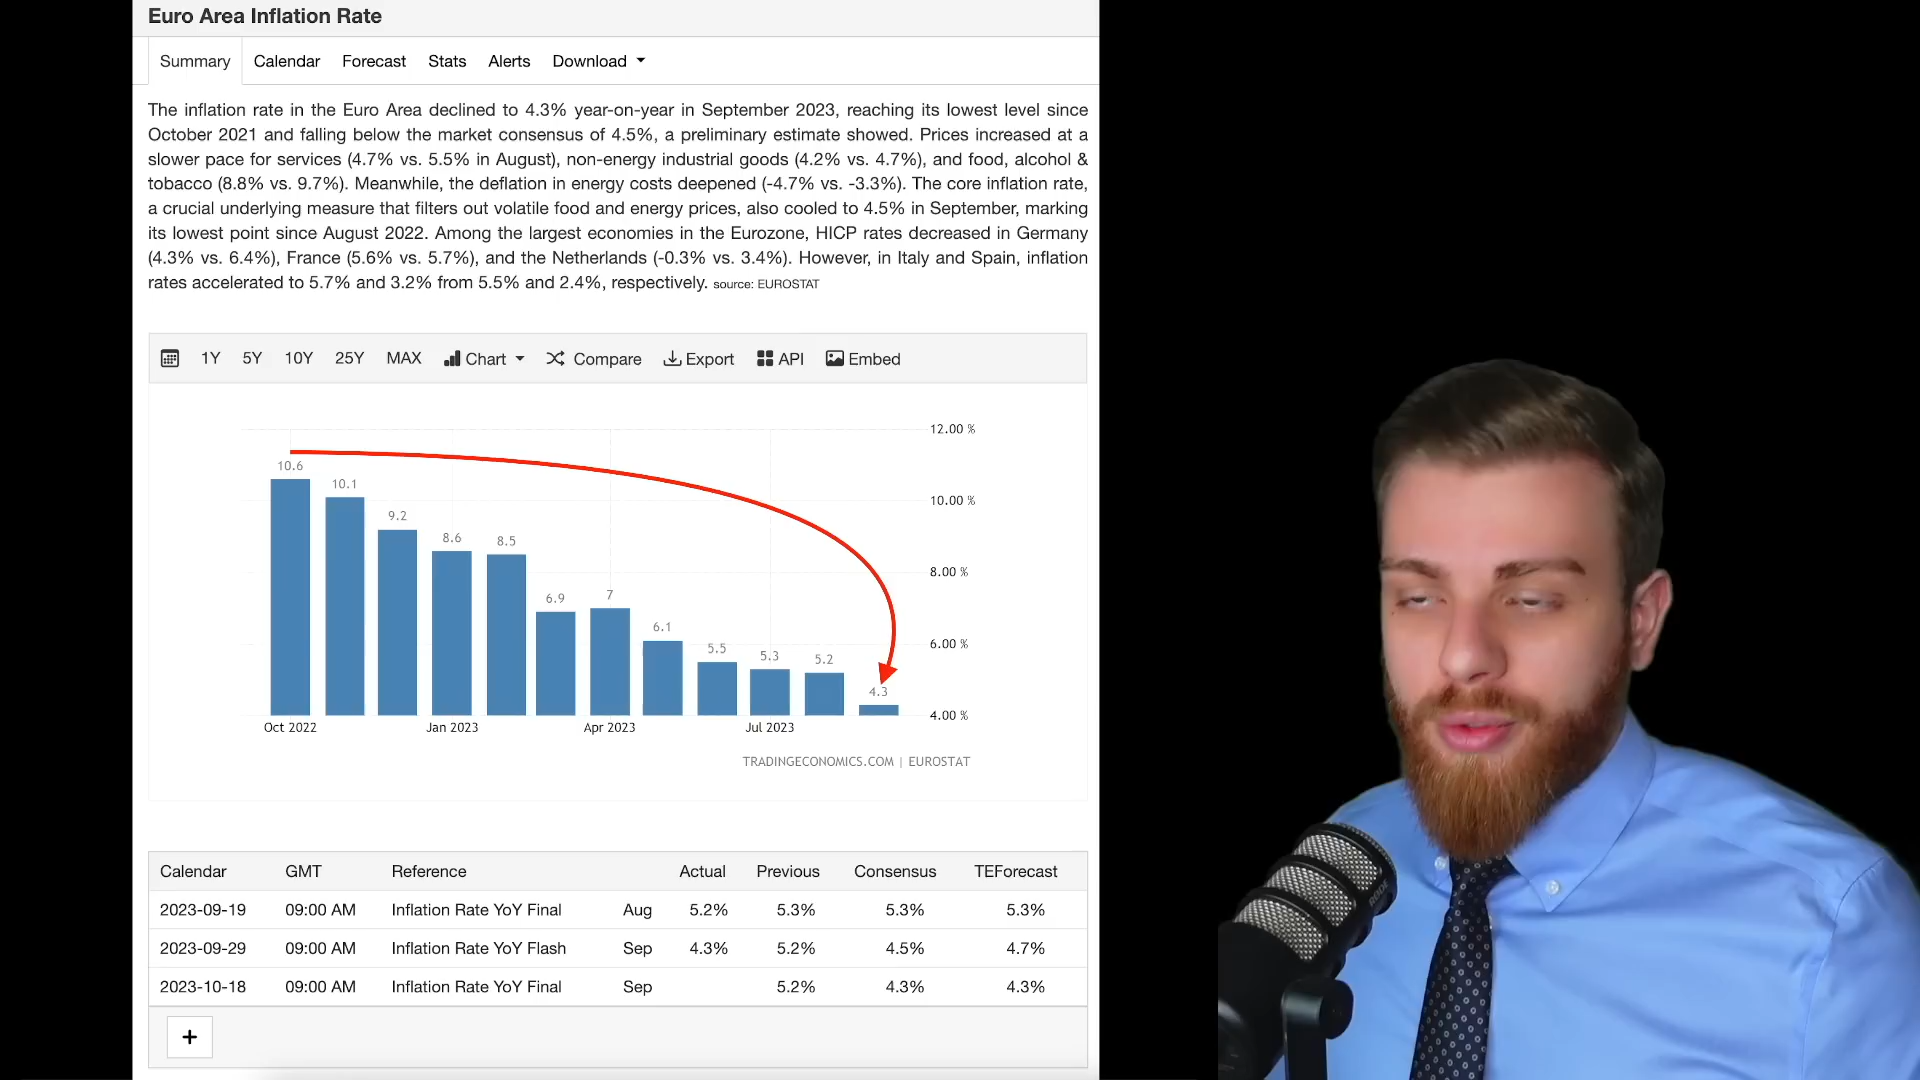 Euro Area Inflation Rate
Summary Calendar Forecast Stats Alerts Download
The inflation rate in the Euro Area declined to 4.3% year-on-year in September 2023, reaching its lowest level since
October 2021 and falling below the market consensus of 4.5%, a preliminary estimate showed. Prices increased at a
slower pace for services (4.7% vs. 5.5% in August), non-energy industrial goods (4.2% vs. 4.7%), and food, alcohol &
tobacco (8.8% vs. 9.7%). Meanwhile, the deflation in energy costs deepened (-4.7% vs. -3.3%). The core inflation rate,
a crucial underlying measure that filters out volatile food and energy prices, also cooled to 4.5% in September, marking
its lowest point since August 2022. Among the largest economies in the Eurozone, HICP rates decreased in Germany
(4.3% vs. 6.4%), France (5.6% vs. 5.7%), and the Netherlands (-0.3% vs. 3.4%). However, in Italy and Spain, inflation
rates accelerated to 5.7% and 3.2% from 5.5% and 2.4%, respectively. source: EUROSTAT
1Y 5Y 10Y 25Y MAX Chart Compare Export API Embed
12.00 %
10.6
10.1
10.00 %
9.2
8.6
8.5
8.00 %
6.9
7
6.1
6.00 %
5.5
5.3
5.2
4.3
4.00 %
Oct 2022 Jan 2023 Apr 2023 Jul 2023
TRADINGECONOMICS.COM | EUROSTAT
Calendar GMT Reference Actual Previous Consensus TEForecast
2023-09-19 09:00 AM Inflation Rate YoY Final Aug 5.2% 5.3% 5.3% 5.3%
2023-09-29 09:00 AM Inflation Rate YoY Flash Sep 4.3% 5.2% 4.5% 4.7%
2023-10-18 09:00 AM Inflation Rate YoY Final Sep 5.2% 4.3% 4.3%
+
RODE